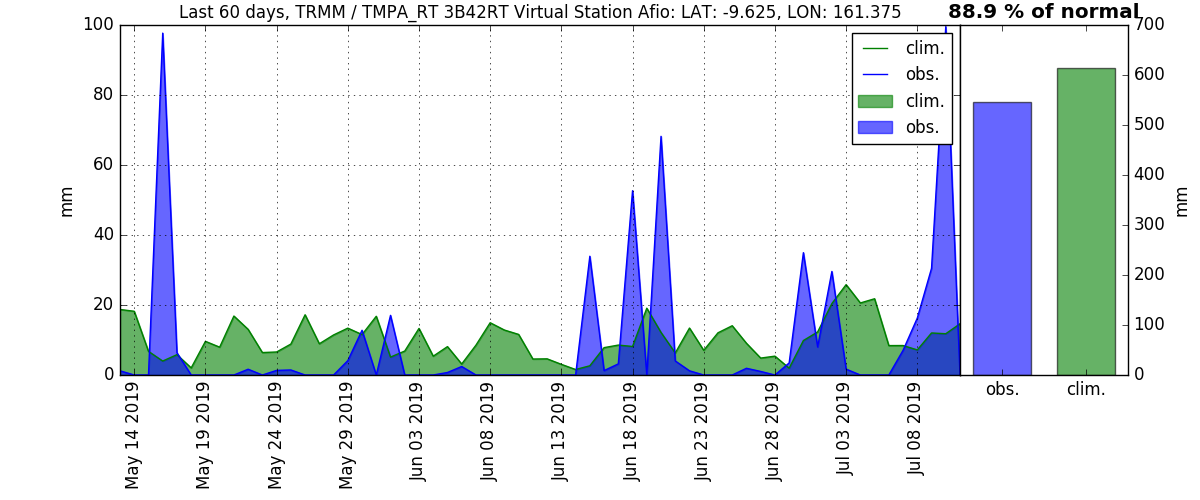 Last 60 days, TRMM / TMPA_RT 3B42RT Virtual Station Afio: LAT: -9.625, LON: 161.375
88.9 % of normal
100
80
60
40
20
0
mm
clim.
obs.
clim.
obs.
700
600
500
400
300
200
100
0
mm
obs.
clim.
May 14 2019
May 19 2019
May 24 2019
May 29 2019
Jun 03 2019
Jun 08 2019
Jun 13 2019
Jun 18 2019
Jun 23 2019
Jun 28 2019
Jul 03 2019
Jul 08 2019